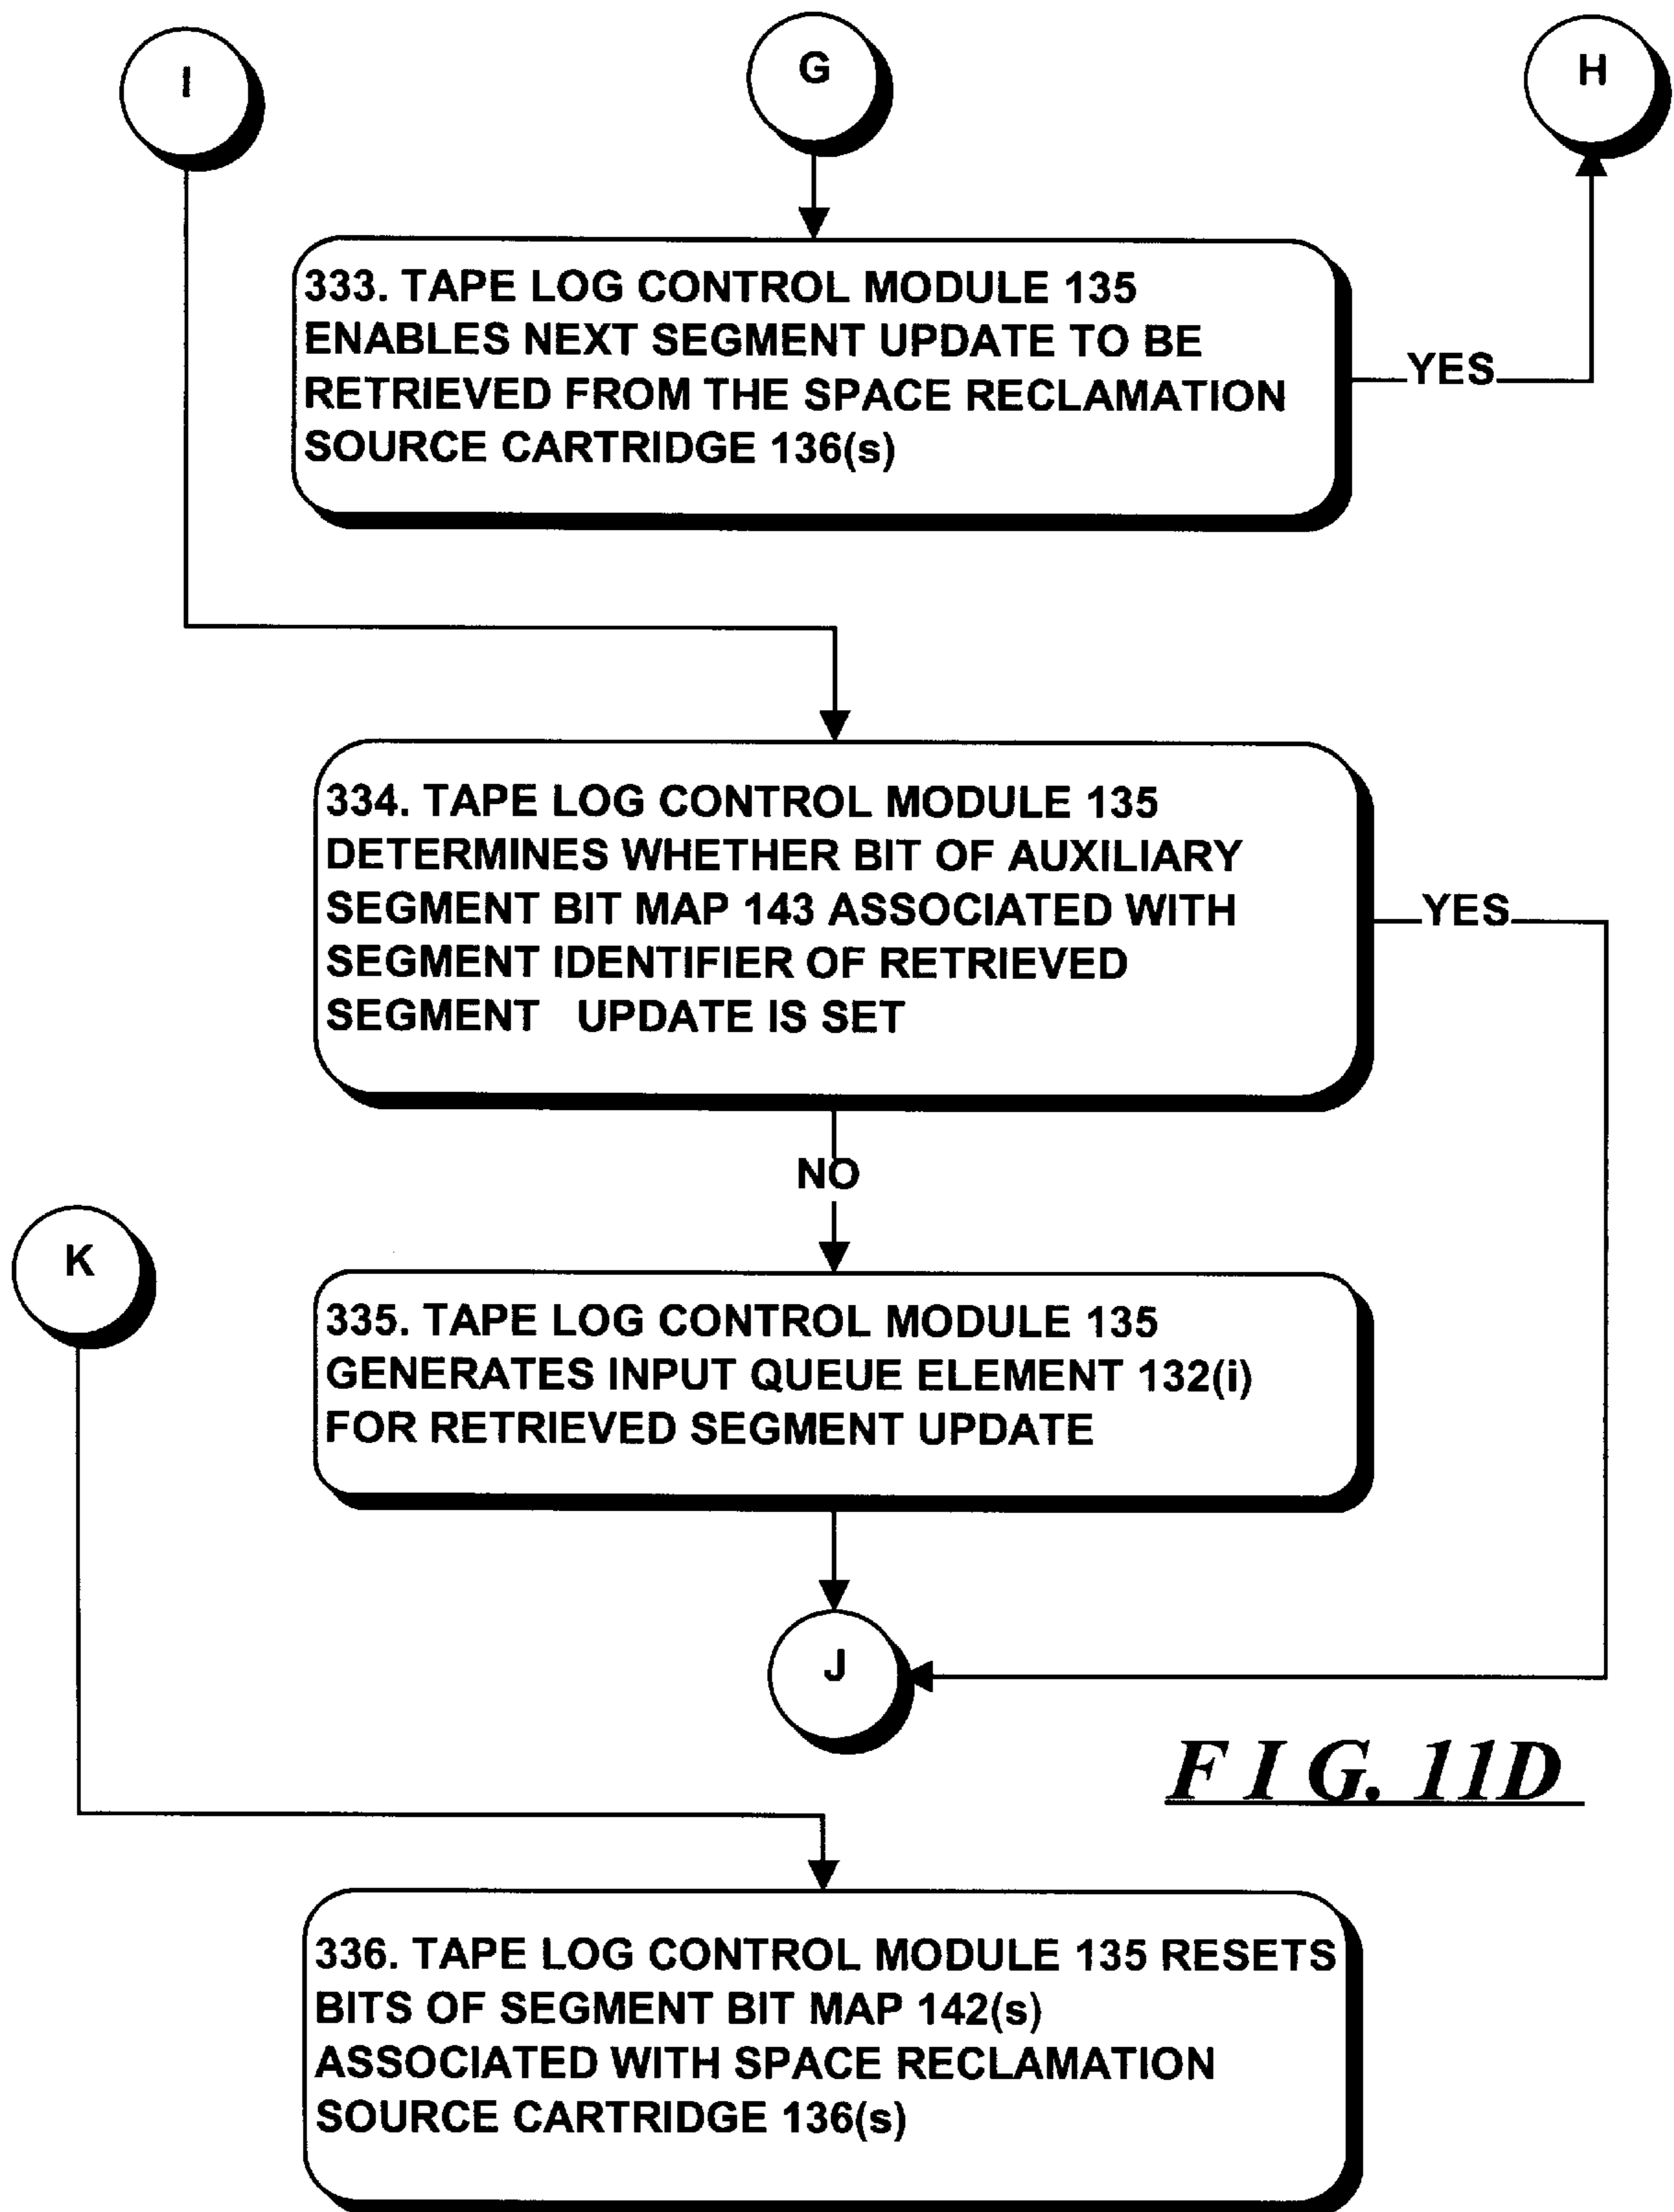 I
G
H
333. TAPE LOG CONTROL MODULE 135
ENABLES NEXT SEGMENT UPDATE TO BE
RETRIEVED FROM THE SPACE RECLAMATION
SOURCE CARTRIDGE 136(s)
YES
334. TAPE LOG CONTROL MODULE 135
DETERMINES WHETHER BIT OF AUXILIARY
SEGMENT BIT MAP 143 ASSOCIATED WITH
SEGMENT IDENTIFIER OF RETRIEVED
SEGMENT UPDATE IS SET
YES
NO
K
335. TAPE LOG CONTROL MODULE 135
GENERATES INPUT QUEUE ELEMENT 132(i)
FOR RETRIEVED SEGMENT UPDATE
J
FIG. 11D
336. TAPE LOG CONTROL MODULE 135 RESETS
BITS OF SEGMENT BIT MAP 142(s)
ASSOCIATED WITH SPACE RECLAMATION
SOURCE CARTRIDGE 136(s)